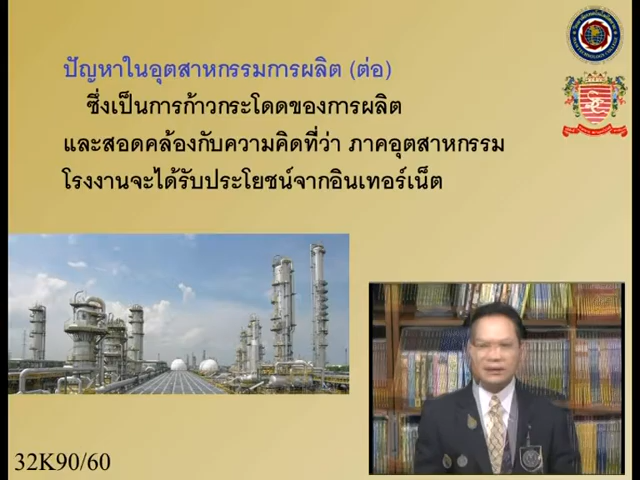 ปัญหาในอุตสาหกรรมการผลิต (ต่อ)
ซึ่งเป็นการก้าวกระโดดของการผลิต
และสอดคล้องกับความคิดที่ว่า ภาคอุตสาหกรรม
โรงงานจะได้รับประโยชน์จากอินเทอร์เน็ต
32K90/60